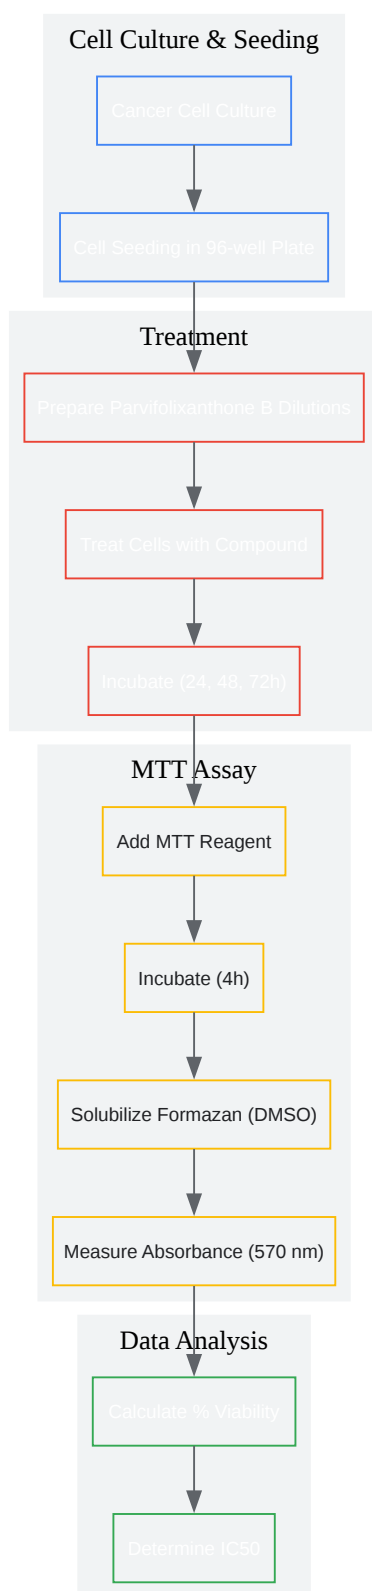 Cell Culture & Seeding
Cancer Cell Culture
Cell Seeding in 96-well Plate
Treatment
Prepare Parvifolixanthone B Dilutions
Treat Cells with Compound
Incubate (24, 48, 72h)
MTT Assay
Add MTT Reagent
Incubate (4h)
Solubilize Formazan (DMSO)
Measure Absorbance (570 nm)
Data Analysis
Calculate % Viability
Determine IC50